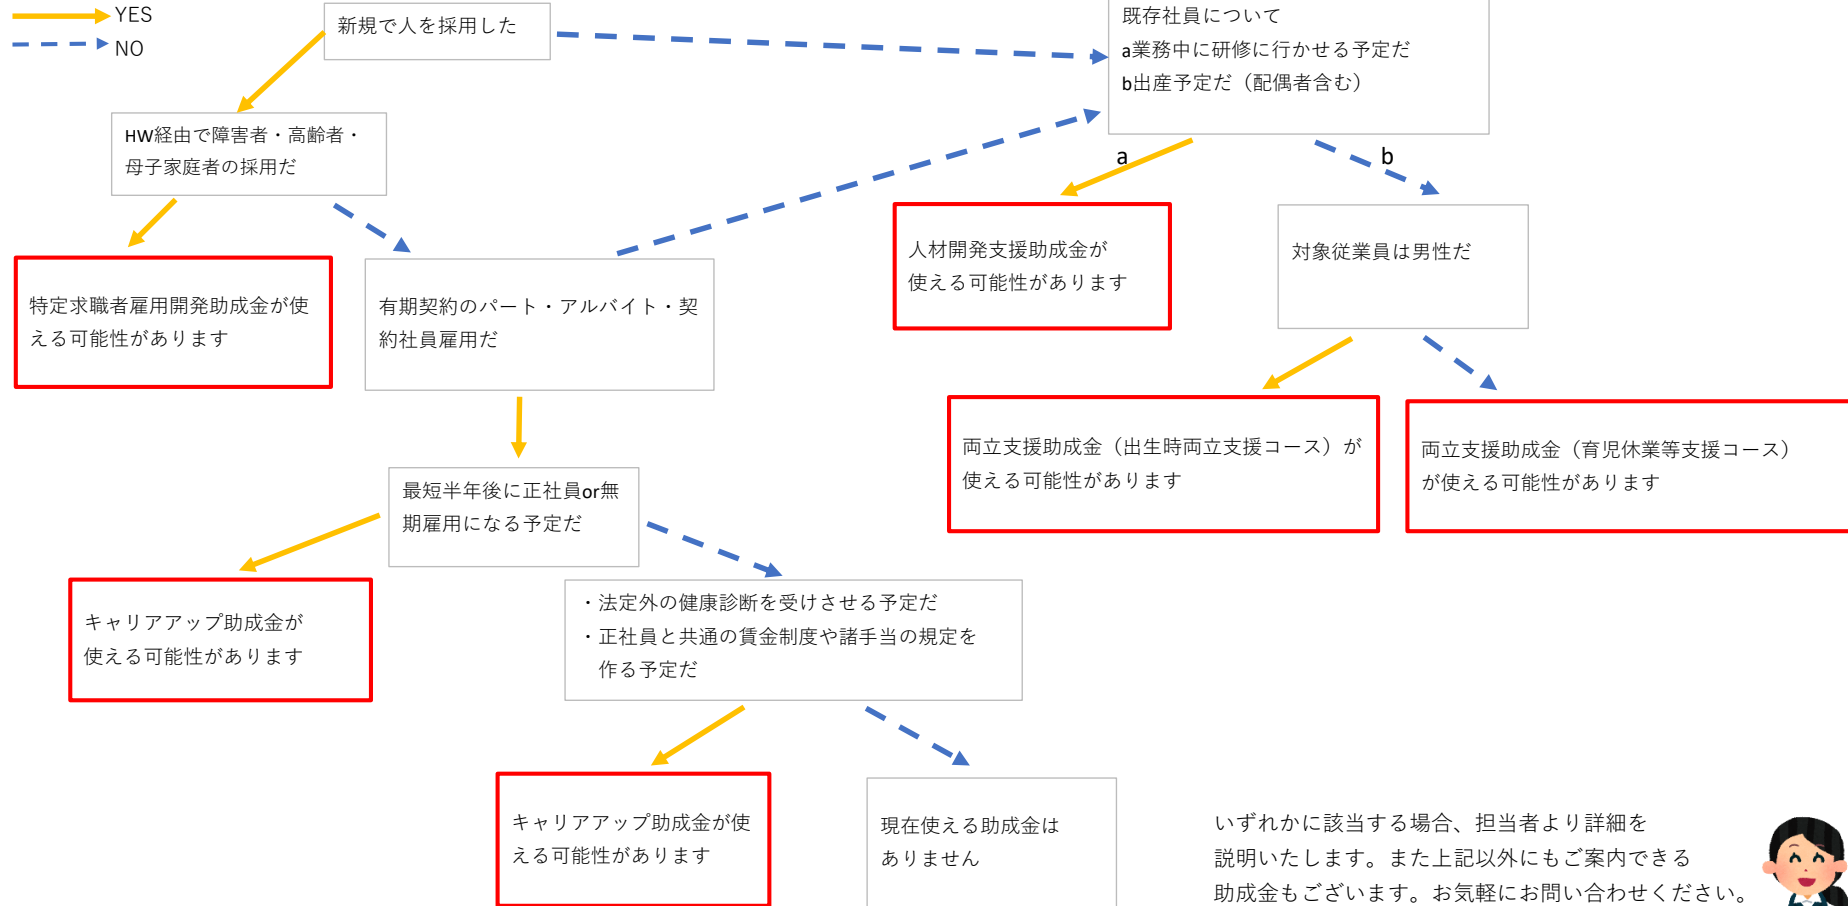 YES
NO
新規で人を採用した
既存社員について
a業務中に研修に行かせる予定だ
b出産予定だ（配偶者含む）
HW経由で障害者・高齢者・
母子家庭者の採用だ
a
b
特定求職者雇用開発助成金が使
える可能性があります
有期契約のパート・アルバイト・契
約社員雇用だ
人材開発支援助成金が
使える可能性があります
対象従業員は男性だ
両立支援助成金（出生時両立支援コース）が
使える可能性があります
両立支援助成金（育児休業等支援コース）
が使える可能性があります
最短半年後に正社員or無
期雇用になる予定だ
キャリアアップ助成金が
使える可能性があります
・法定外の健康診断を受けさせる予定だ
・正社員と共通の賃金制度や諸手当の規定を
作る予定だ
キャリアアップ助成金が使
える可能性があります
現在使える助成金は
ありません
いずれかに該当する場合、担当者より詳細を
説明いたします。また上記以外にもご案内できる
助成金もございます。お気軽にお問い合わせください。